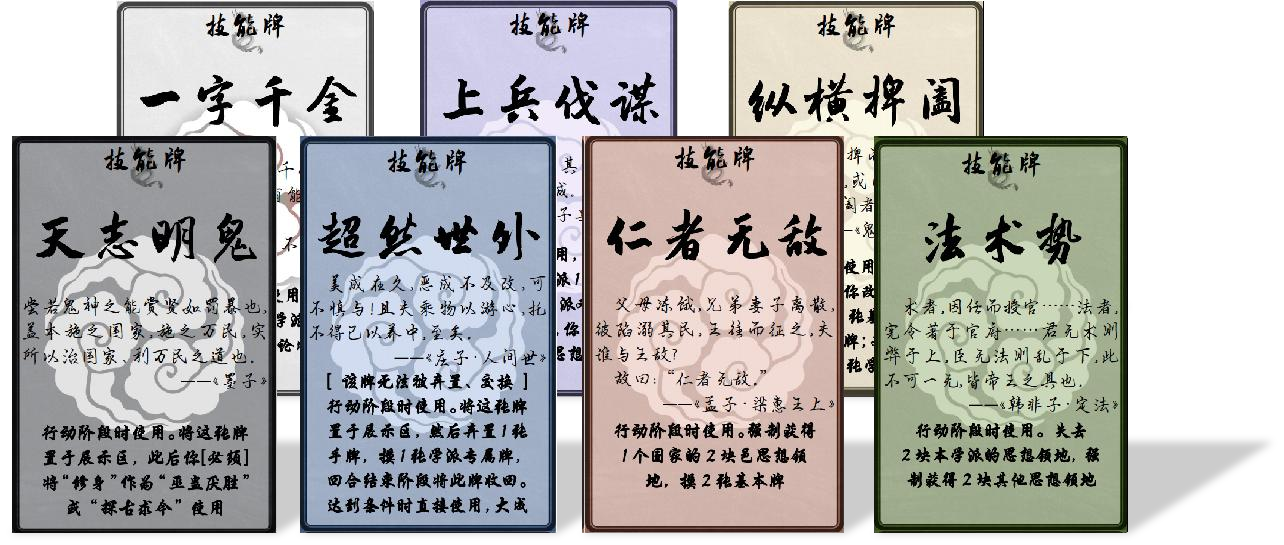 技能牌
一字千金
技能牌
上兵伐谋
技能牌
纵横捭阖
技能牌
天志明鬼
尝若鬼神之能赏贤如罚暴也,
盖本施之国家,施之万民,实
所以治国家,利万民之道也.
——《墨子》
行动阶段时使用。将这张牌
置于展示区，此后你[必须]
将“修身”作为“巫蛊厌胜”
或“探古求今”使用
技能牌
超然世外
美成在久,恶成不及改,可
不慎与!且夫乘物以游心,托
不得已以养中,至矣.
——《庄子·人间世》
[ 该牌无法被弃置、交换 ]
行动阶段时使用。将这张牌
置于展示区，然后弃置1张
手牌，摸1张学派专属牌，
回合结束阶段将此牌收回。
达到条件时直接使用，大成
技能牌
仁者无敌
父母冻饿,兄弟妻子离散,
彼陷溺其民,王往而征之,夫
谁与王敌?
故曰：“仁者无敌.”
——《孟子·梁惠王上》
行动阶段时使用。强制获得
1个国家的2块色思想领
地，摸2张基本牌
技能牌
法术势
术者,因任而授官……法者,
宪令著于官府……君无术则
弊于上,臣无法则乱于下,此
不可一无,皆帝王之具也.
——《韩非子·定法》
行动阶段时使用。失去
2块本学派的思想领地，强
制获得2块其他思想领地